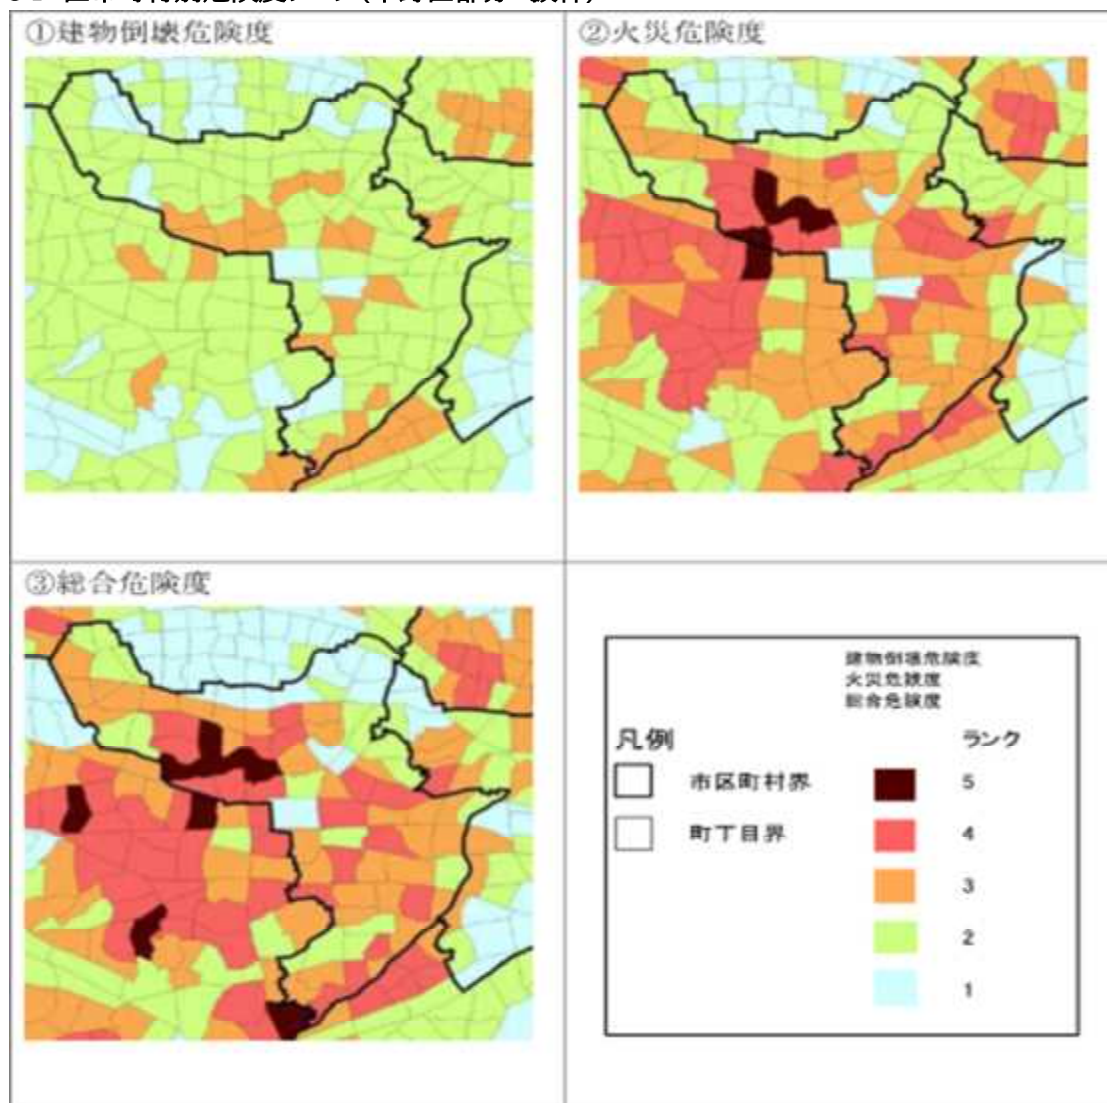 ①建物倒壊危険度
②火災危険度
③総合危険度
建物倒壊危険度
火災危険度
総合危険度
凡例
ランク
市区町村界
5
町丁目界
4
3
2
1